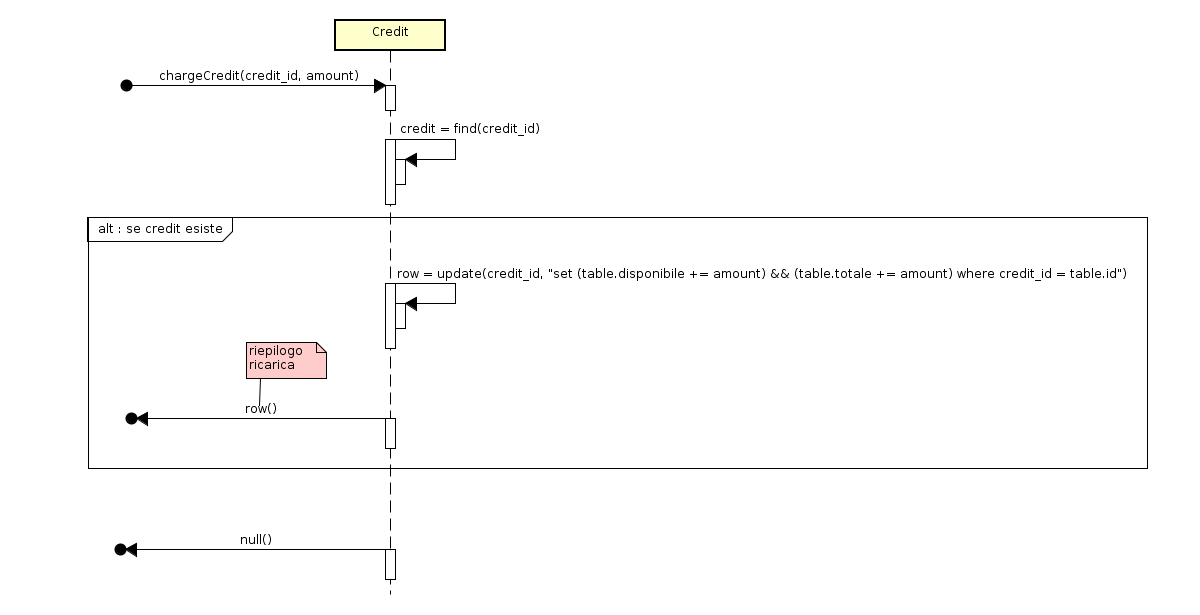 Credit
chargeCredit(credit_id, amount)
credit = find(credit_id)
alt : se credit esiste
row = update(credit_id, "set (table.disponibile += amount) && (table.totale += amount) where credit_id = table.id")
riepilogo
ricarica
row()
null()